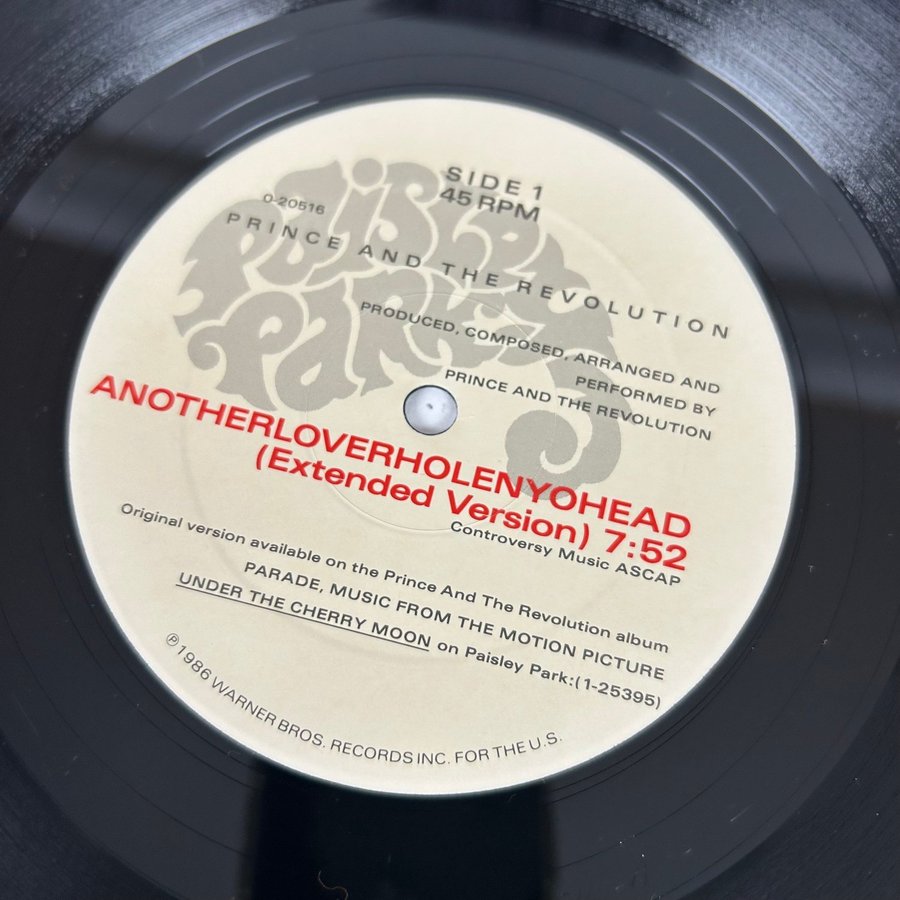 SIDE 1
45 RPM
0-20516
PRINCE AND THE REVOLUTION
PAISLEY
PARK
PRODUCED, COMPOSED, ARRANGED AND
PERFORMED BY
PRINCE AND THE REVOLUTION
ANOTHERLOVERHOLENYOHEAD
(Extended Version) 7:52
Controversy Music ASCAP
Original version available on the Prince And The Revolution album
PARADE, MUSIC FROM THE MOTION PICTURE
UNDER THE CHERRY MOON on Paisley Park:(1-25395)
℗ 1986 WARNER BROS. RECORDS INC. FOR THE U.S.